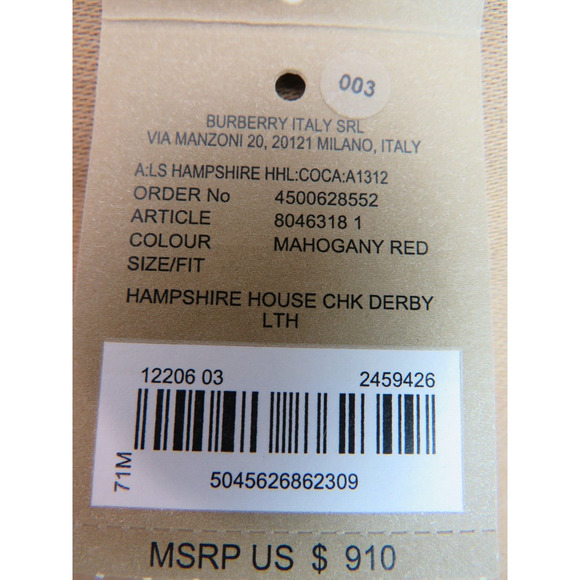 003
BURBERRY ITALY SRL
VIA MANZONI 20, 20121 MILANO, ITALY
A:LS HAMPSHIRE HHL:COCA:A1312
ORDER No 4500628552
ARTICLE 8046318 1
COLOUR MAHOGANY RED
SIZE/FIT
HAMPSHIRE HOUSE CHK DERBY
LTH
12206 03 2459426
71M
5045626862309
MSRP US $ 910